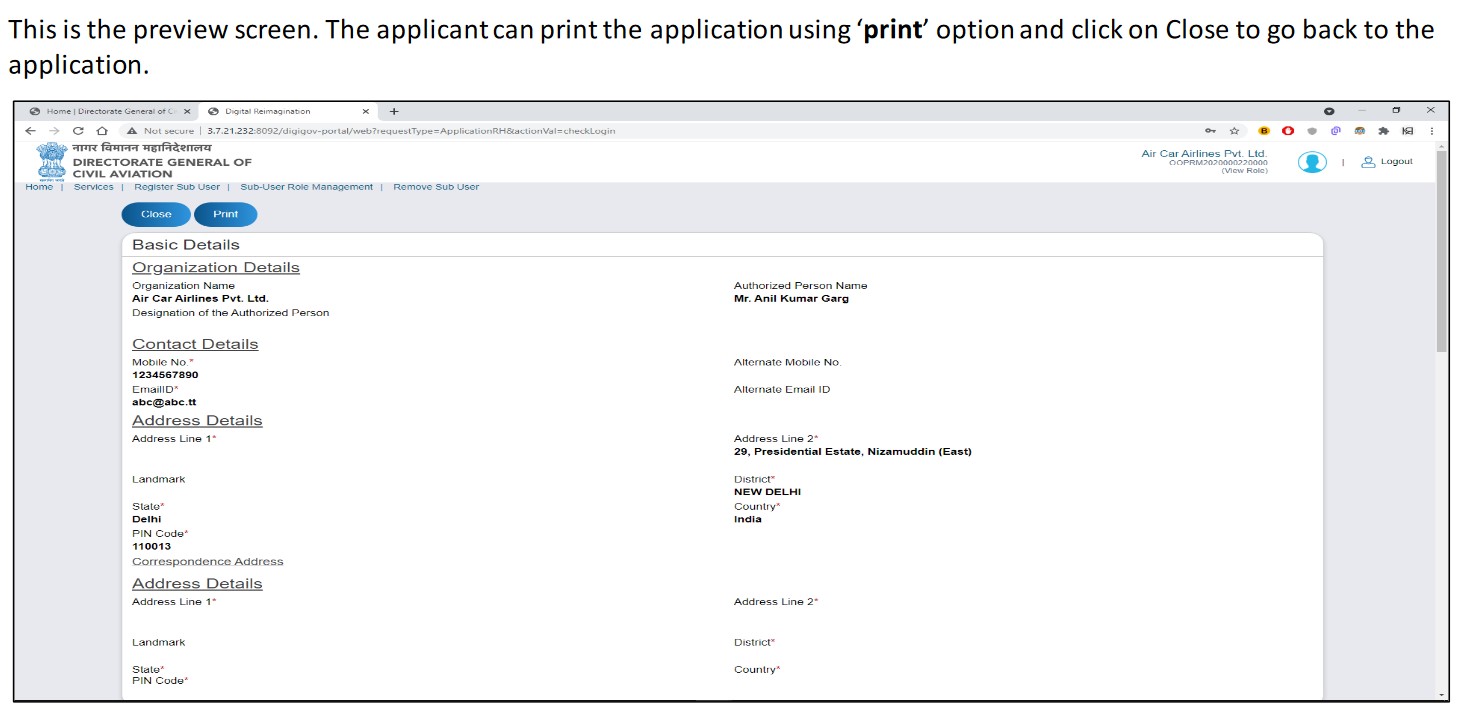 This is the preview screen. The applicant can print the application using ‘print’ option and click on Close to go back to the
application.
Home | Directorate General of C
Digital Reimagination
Not secure | 3.7.21.232:8092/digigov-portal/web?requestType=ApplicationRH&actionVal=checkLogin
नागर विमानन महानिदेशालय
DIRECTORATE GENERAL OF
CIVIL AVIATION
Air Car Airlines Pvt. Ltd.
OOPRM2020000220000
(View Role)
| Logout
Home | Services | Register Sub User | Sub-User Role Management | Remove Sub User
Close Print
Basic Details
Organization Details
Organization Name Authorized Person Name
Air Car Airlines Pvt. Ltd. Mr. Anil Kumar Garg
Designation of the Authorized Person
Contact Details
Mobile No.* Alternate Mobile No.
1234567890
EmailID* Alternate Email ID
abc@abc.tt
Address Details
Address Line 1* Address Line 2*
29, Presidential Estate, Nizamuddin (East)
Landmark District*
NEW DELHI
State* Country*
Delhi India
PIN Code*
110013
Correspondence Address
Address Details
Address Line 1* Address Line 2*
Landmark District*
State* Country*
PIN Code*